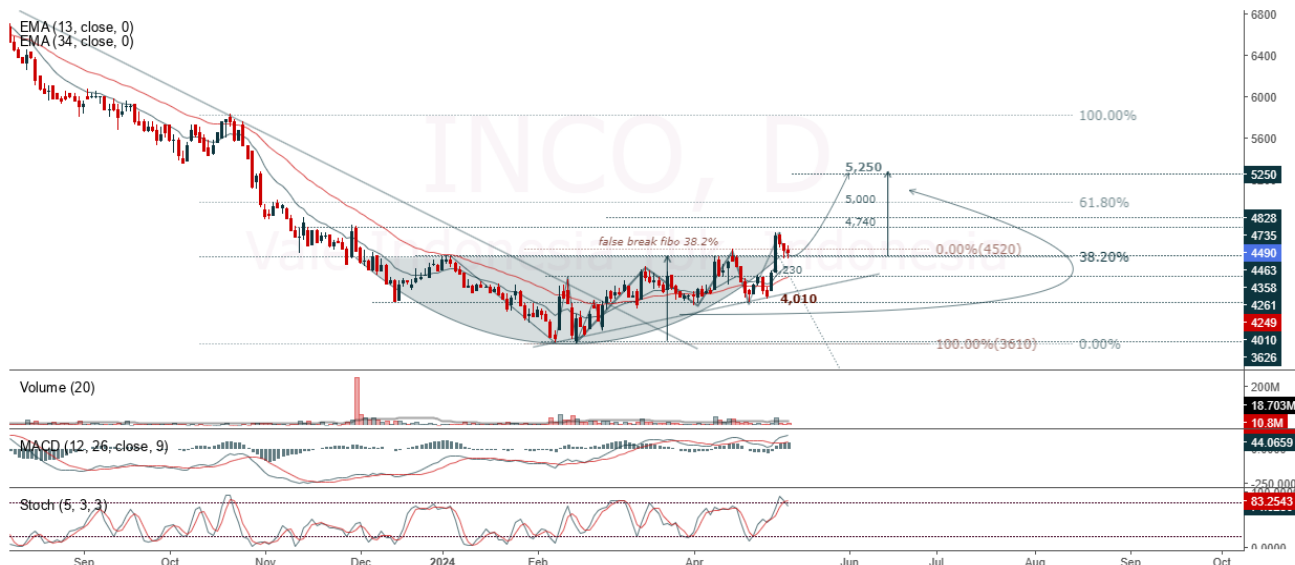 EMA (13, close, 0)
EMA (34, close, 0)
INCO, D
6800
6400
6000
5600
100.00%
5,250
5250
5,000
61.80%
4,740
4828
4735
false break fibo 38.2%
0.00%(4520)
38.20%
4490
4463
230
4358
4,010
4261
4249
4010
100.00%(3610)
0.00%
3626
Volume (20)
200M
18.703M
10.8M
MACD (12, 26, close, 9)
44.0659
-250.000
Stoch (5, 3, 3)
83.2543
0.0000
Sep
Oct
Nov
Dec
2024
Feb
Apr
Jun
Jul
Aug
Sep
Oct